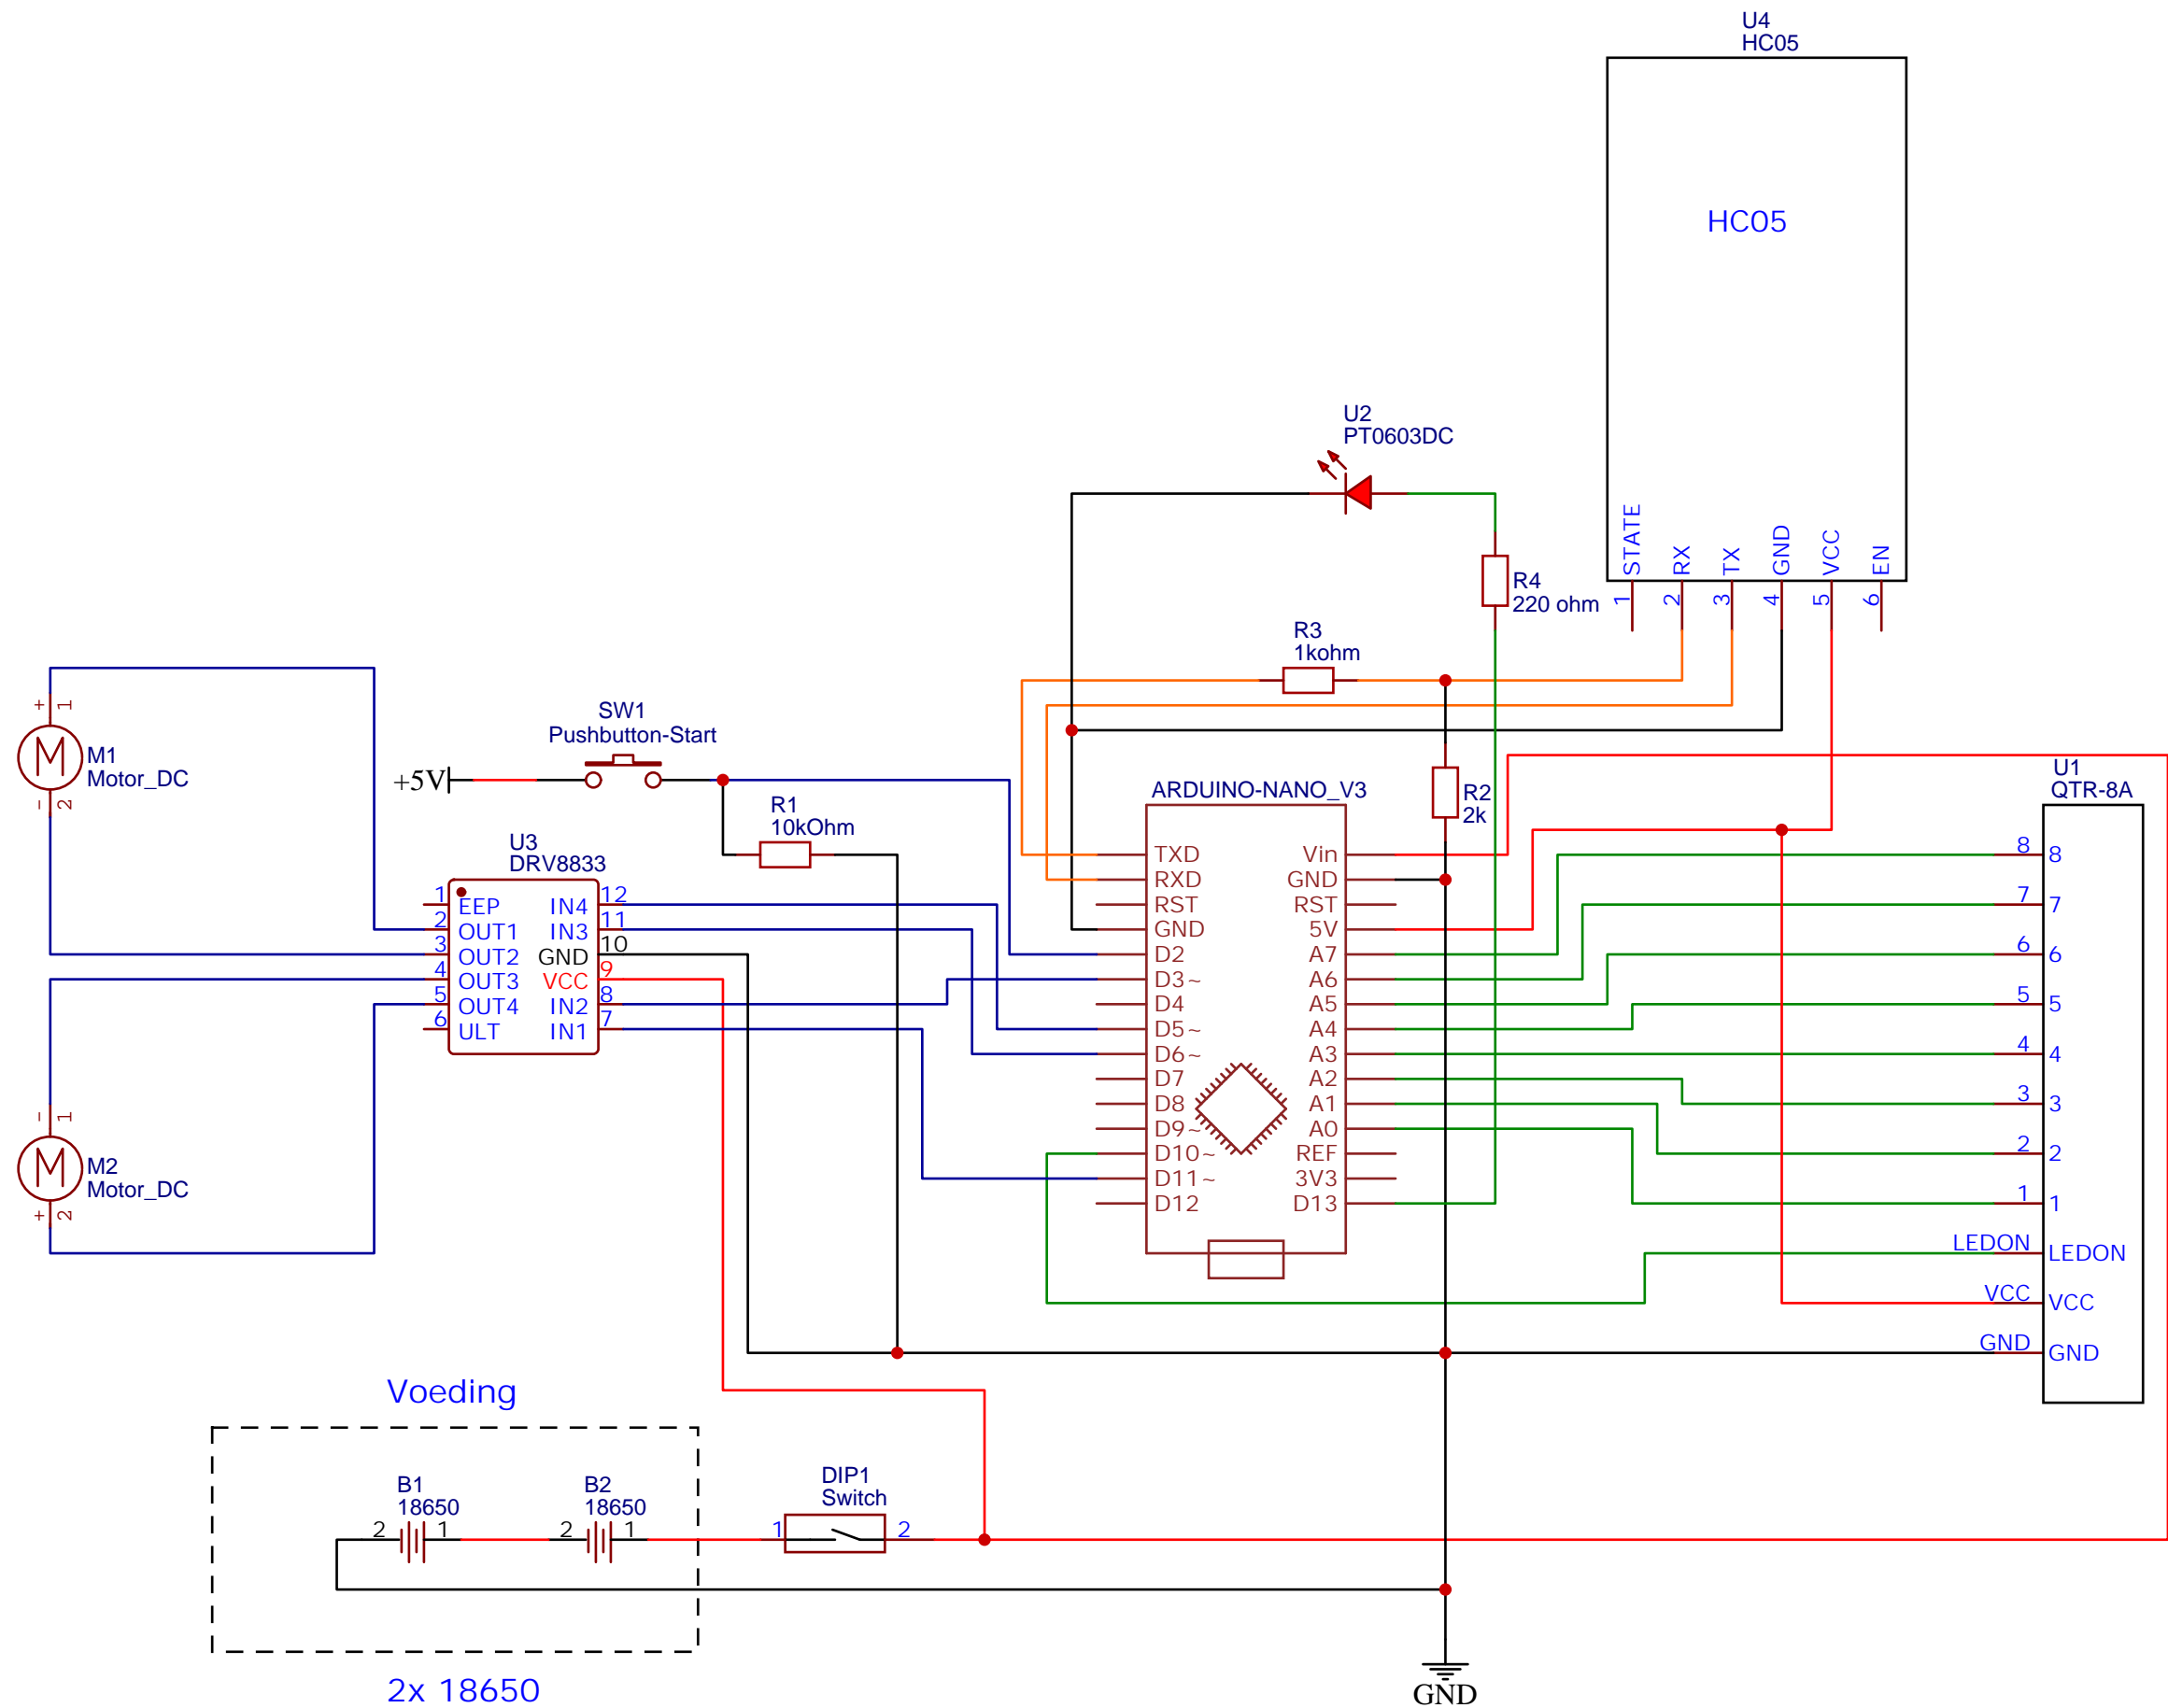 U4
HC05
HC05
STATE
RX
TX
GND
VCC
EN
1
2
3
4
5
6
U2
PT0603DC
R4
220 ohm
R3
1kohm
R2
2k
SW1
Pushbutton-Start
+5V
R1
10kOhm
+
1
M
M1
Motor_DC
-
2
-
1
M
M2
Motor_DC
+
2
U3
DRV8833
1 EEP IN4 12
2 OUT1 IN3 11
3 OUT2 GND 10
4 OUT3 VCC 9
5 OUT4 IN2 8
6 ULT IN1 7
ARDUINO-NANO_V3
TXD Vin
RXD GND
RST RST
GND 5V
D2 A7
D3~ A6
D4 A5
D5~ A4
D6~ A3
D7 A2
D8 A1
D9~ A0
D10~ REF
D11~ 3V3
D12 D13
U1
QTR-8A
8 8
7 7
6 6
5 5
4 4
3 3
2 2
1 1
LEDON LEDON
VCC VCC
GND GND
Voeding
B1
18650
2 1
B2
18650
2 1
DIP1
Switch
1 2
2x 18650
GND